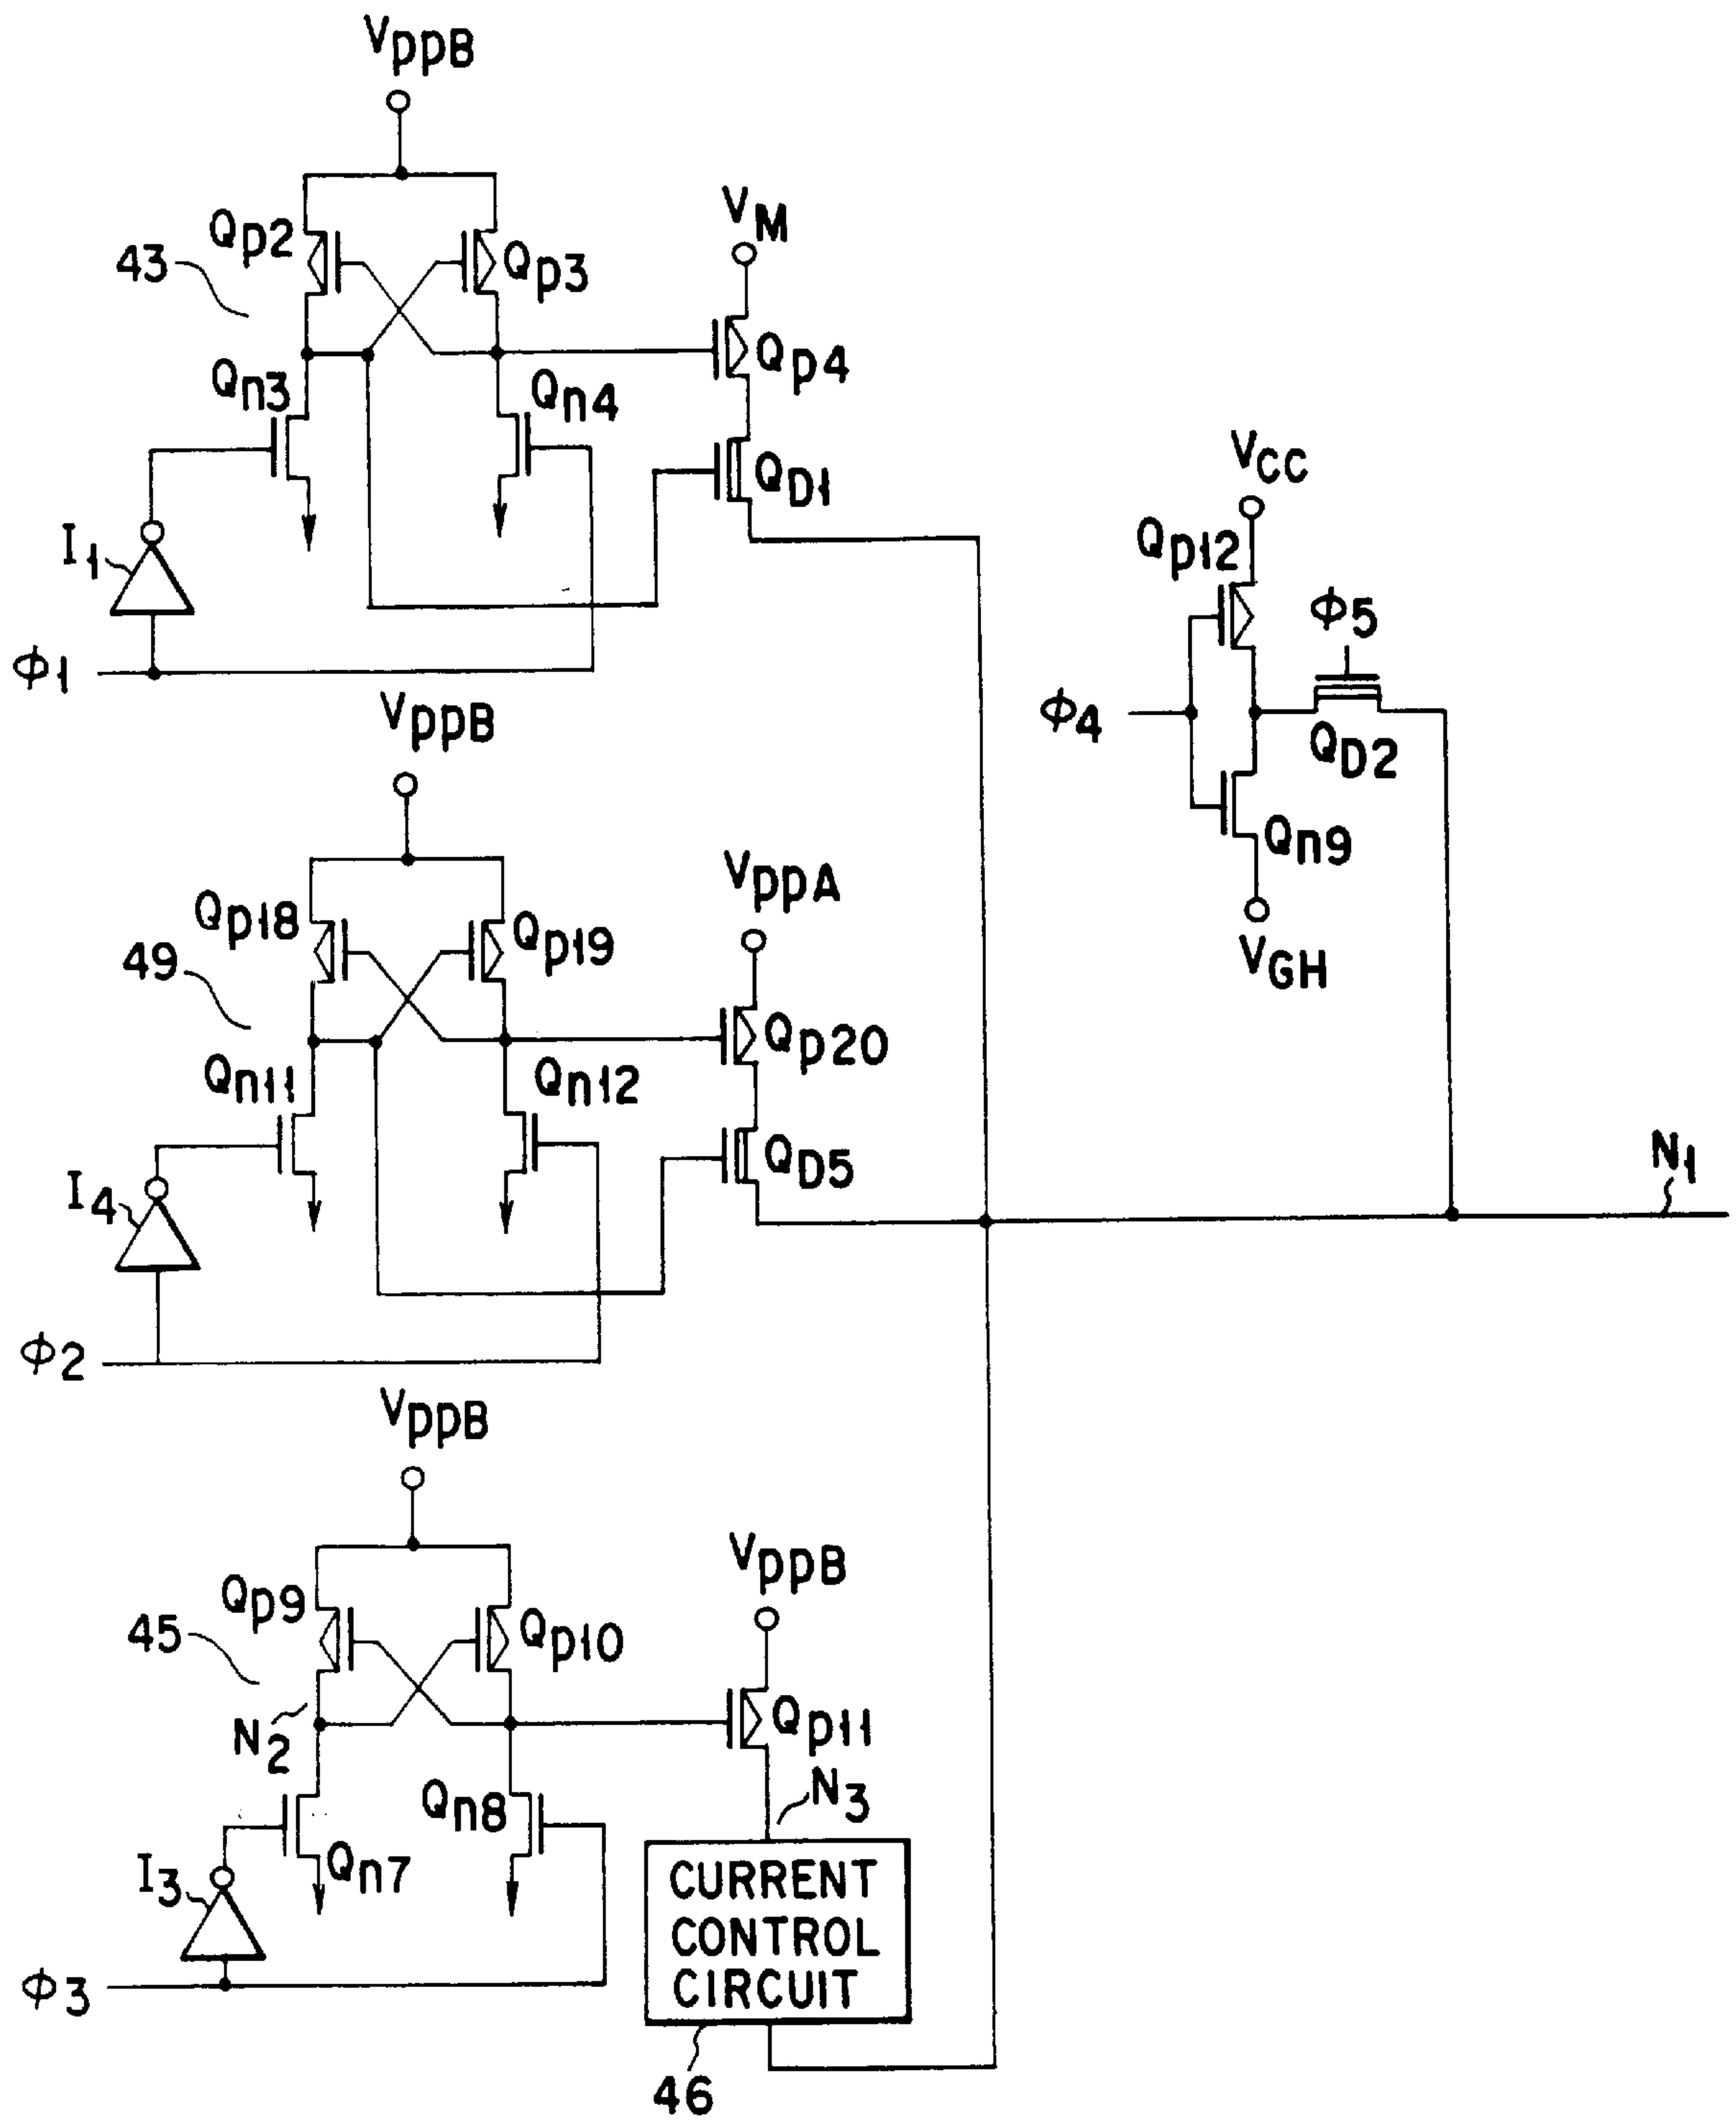 VppB
VM
Qp2
Qp3
43
Qp4
Qn3
Qn4
QD1
I1
Φ1
VCC
Qp12
Φ5
Φ4
QD2
Qn9
VGH
VppB
VppA
Qp18
Qp19
49
Qp20
Qn11
Qn12
QD5
I4
N1
Φ2
VppB
VppB
Qp9
Qp10
45
N2
Qp11
N3
Qn8
Qn7
I3
CURRENT
CONTROL
CIRCUIT
Φ3
46